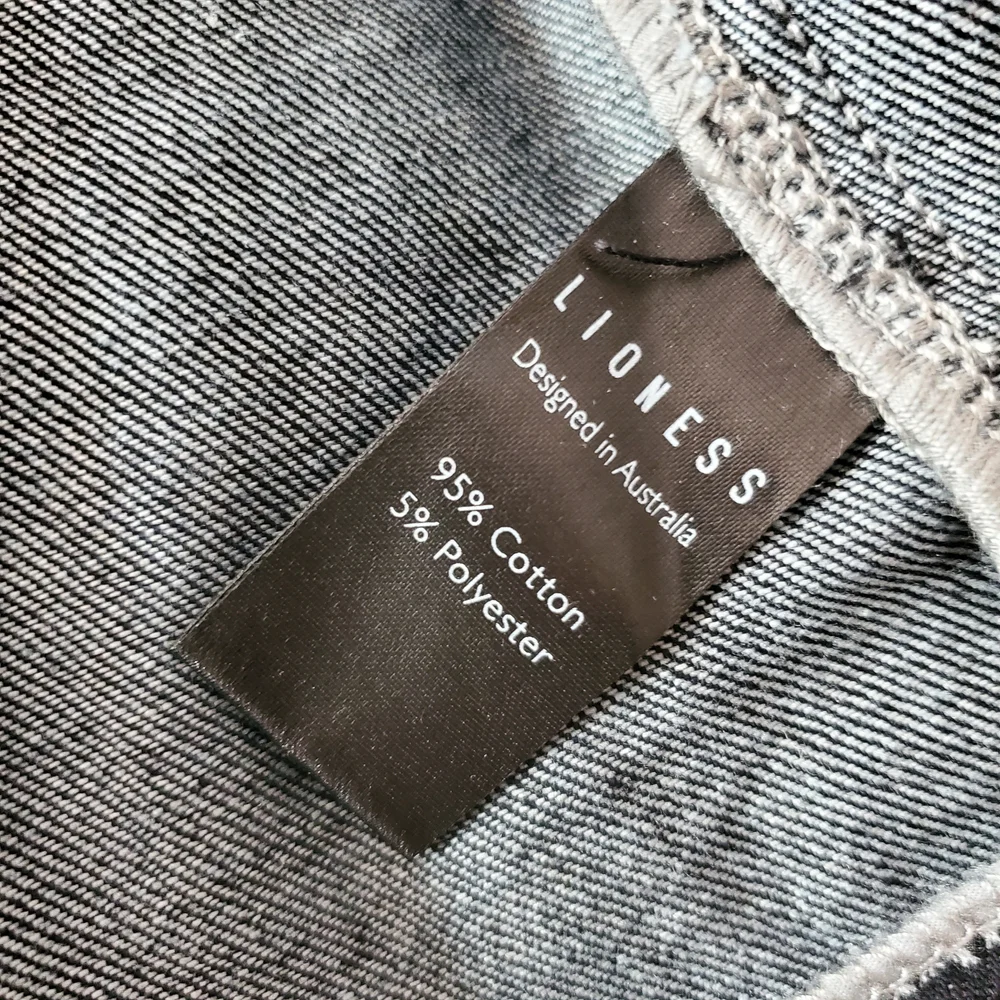 LIONESS
Designed in Australia
95% Cotton
5% Polyester